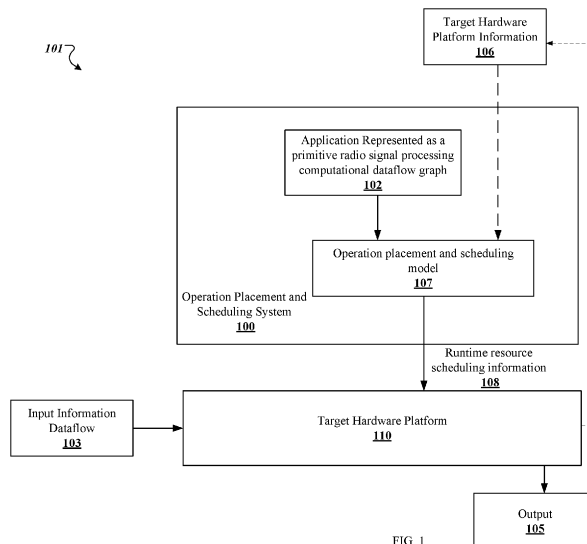 Target Hardware
Platform Information
106
101
Application Represented as a
primitive radio signal processing
computational dataflow graph
102
Operation placement and scheduling
model
107
Operation Placement and
Scheduling System
100
Runtime resource
scheduling information
108
Input Information
Dataflow
103
Target Hardware Platform
110
Output
105
FIG. 1